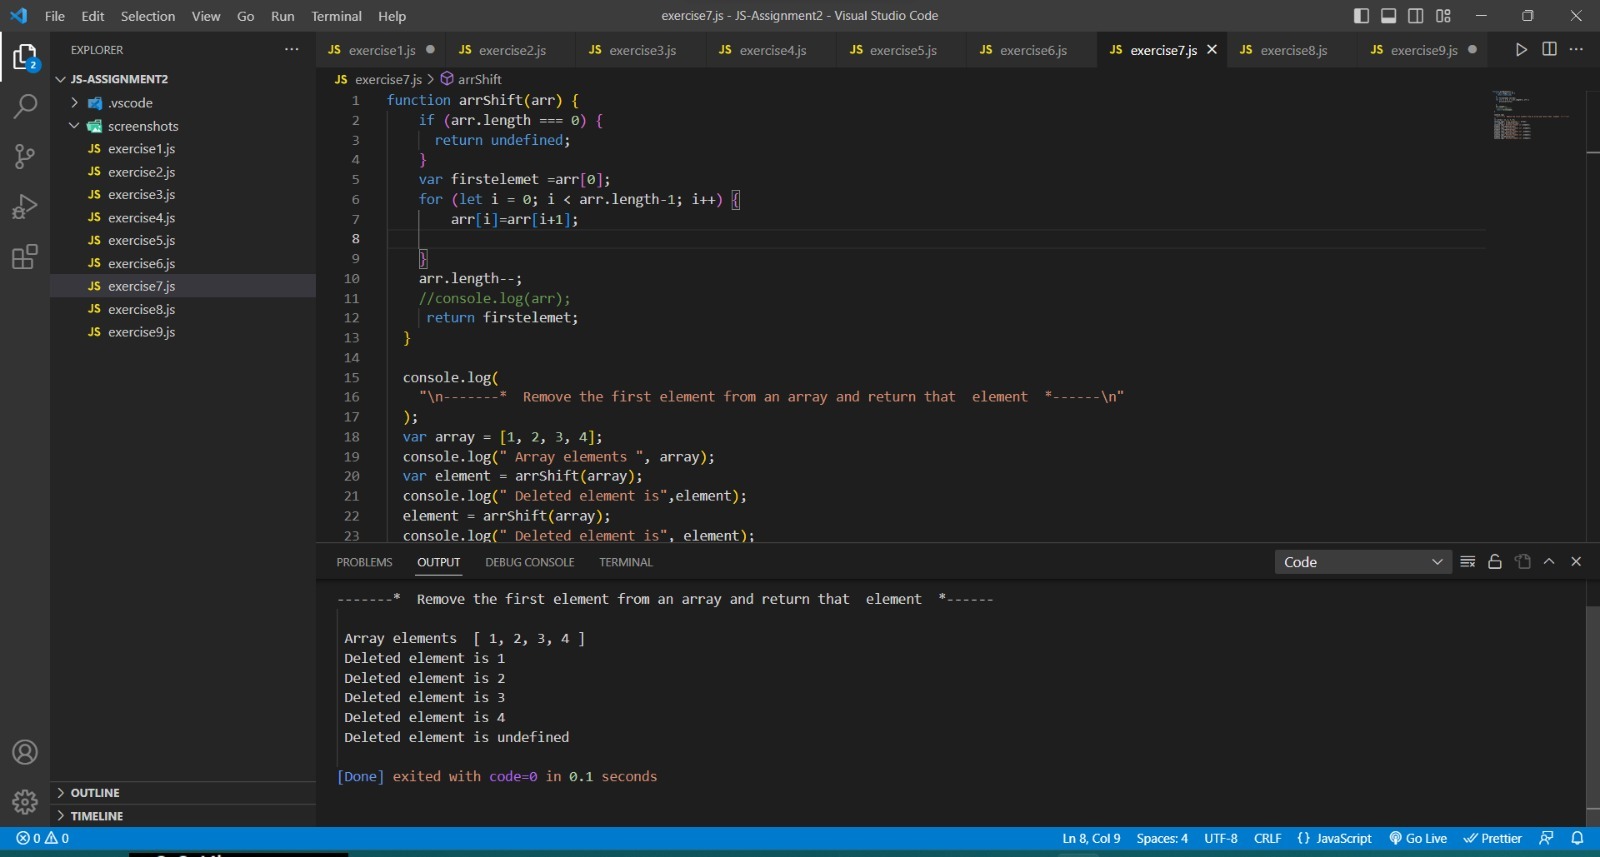 File Edit Selection View Go Run Terminal Help exercise7.js - JS-Assignment2 - Visual Studio Code
EXPLORER ···
JS exercise1.js JS exercise2.js JS exercise3.js JS exercise4.js JS exercise5.js JS exercise6.js JS exercise7.js JS exercise8.js JS exercise9.js
2
JS-ASSIGNMENT2
.vscode
screenshots
JS exercise1.js
JS exercise2.js
JS exercise3.js
JS exercise4.js
JS exercise5.js
JS exercise6.js
JS exercise7.js
JS exercise8.js
JS exercise9.js
OUTLINE
TIMELINE
JS exercise7.js > arrShift
1 function arrShift(arr) {
2 if (arr.length === 0) {
3 return undefined;
4 }
5 var firstelemet =arr[0];
6 for (let i = 0; i < arr.length-1; i++) {
7 arr[i]=arr[i+1];
8
9 }
10 arr.length--;
11 //console.log(arr);
12 return firstelemet;
13 }
14
15 console.log(
16 "\n-------* Remove the first element from an array and return that element *------\n"
17 );
18 var array = [1, 2, 3, 4];
19 console.log(" Array elements ", array);
20 var element = arrShift(array);
21 console.log(" Deleted element is",element);
22 element = arrShift(array);
23 console.log(" Deleted element is", element);
PROBLEMS OUTPUT DEBUG CONSOLE TERMINAL Code
-------* Remove the first element from an array and return that element *------
Array elements [ 1, 2, 3, 4 ]
Deleted element is 1
Deleted element is 2
Deleted element is 3
Deleted element is 4
Deleted element is undefined
[Done] exited with code=0 in 0.1 seconds
0 0 Ln 8, Col 9 Spaces: 4 UTF-8 CRLF {} JavaScript Go Live Prettier